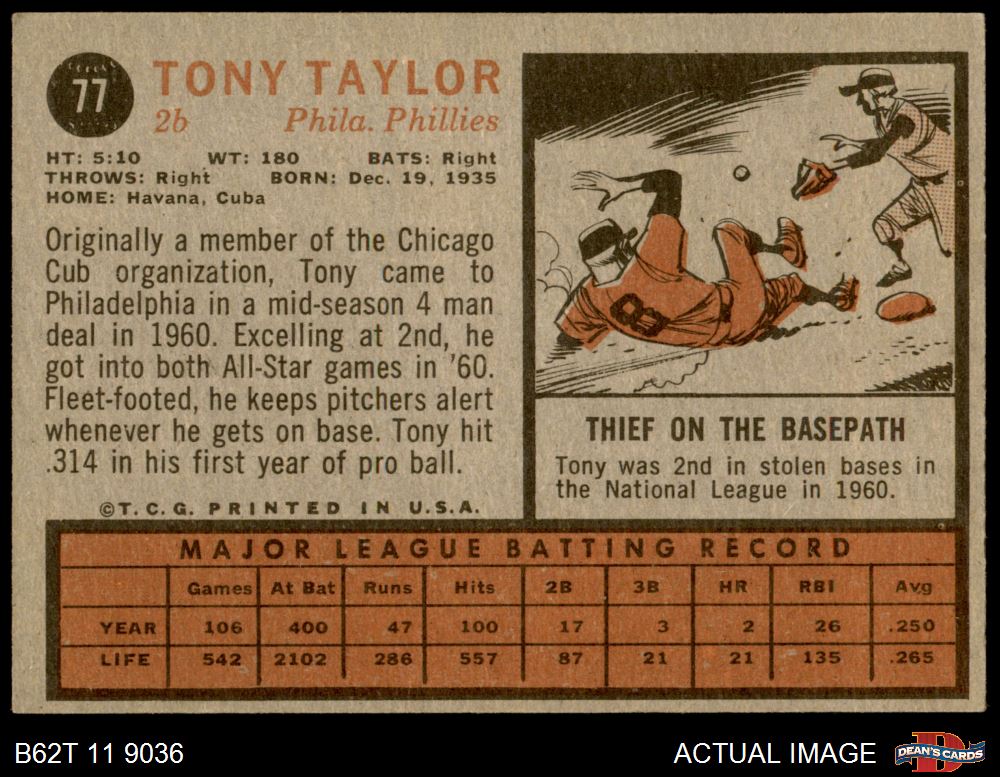 77
TONY TAYLOR
2b Phila. Phillies
HT: 5:10 WT: 180 BATS: Right
THROWS: Right BORN: Dec. 19, 1935
HOME: Havana, Cuba
Originally a member of the Chicago
Cub organization, Tony came to
Philadelphia in a mid-season 4 man
deal in 1960. Excelling at 2nd, he
got into both All-Star games in '60.
Fleet-footed, he keeps pitchers alert
whenever he gets on base. Tony hit
.314 in his first year of pro ball.
©T.C.G. PRINTED IN U.S.A.
8
THIEF ON THE BASEPATH
Tony was 2nd in stolen bases in
the National League in 1960.
MAJOR LEAGUE BATTING RECORD
Games At Bat Runs Hits 2B 3B HR RBI Avg
YEAR 106 400 47 100 17 3 2 26 .250
LIFE 542 2102 286 557 87 21 21 135 .265
B62T 11 9036
ACTUAL IMAGE
D
DEAN'S CARDS